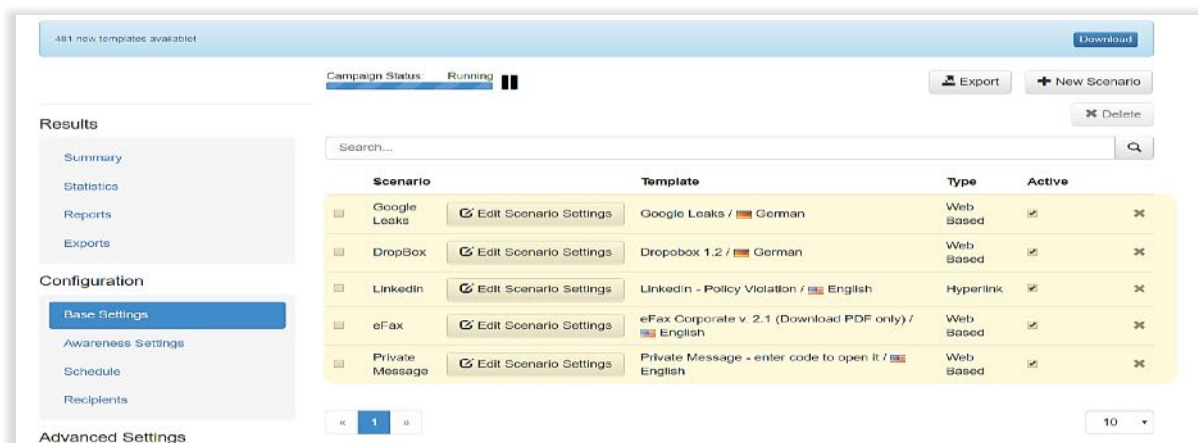 481 new templates available!
Download
Campaign Status Running
Export
New Scenario
Delete
Results
Summary
Statistics
Reports
Exports
Configuration
Base Settings
Awareness Settings
Schedule
Recipients
Advanced Settings
Search...
Scenario Template Type Active
Google Leaks Edit Scenario Settings Google Leaks / German Web Based
DropBox Edit Scenario Settings Dropobox 1.2 / German Web Based
LinkedIn Edit Scenario Settings LinkedIn - Policy Violation / English Hyperlink
eFax Edit Scenario Settings eFax Corporate v. 2.1 (Download PDF only) / English Web Based
Private Message Edit Scenario Settings Private Message - enter code to open it / English Web Based
« 1 »
10